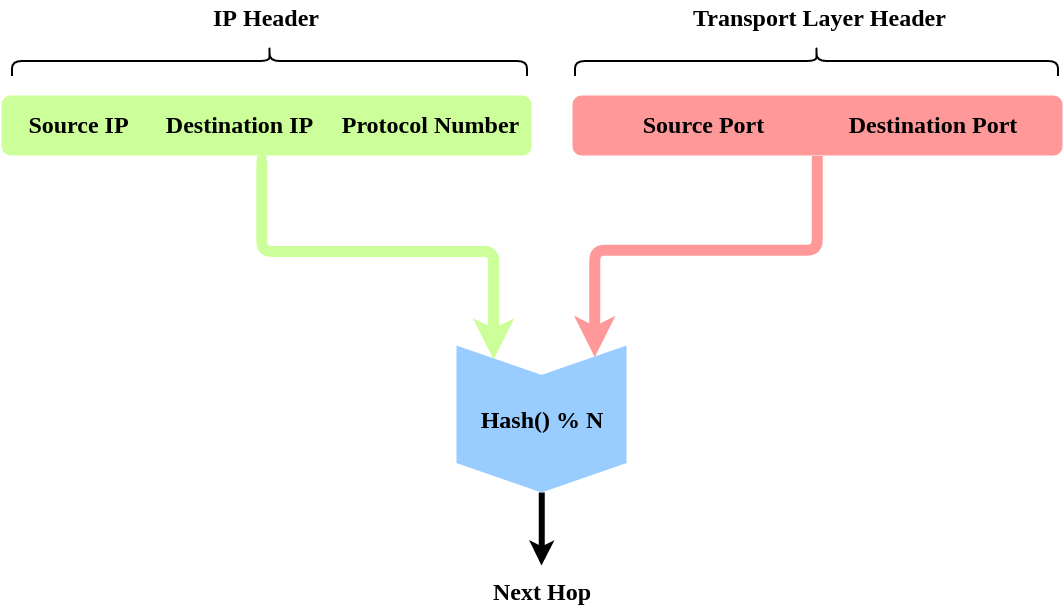 IP Header
Transport Layer Header
Source IP Destination IP Protocol Number
Source Port Destination Port
Hash() % N
Next Hop